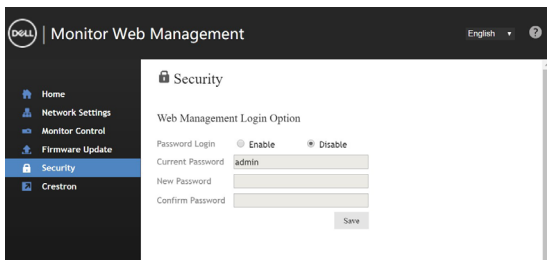 DELL | Monitor Web Management
English
?
Home
Network Settings
Monitor Control
Firmware Update
Security
Crestron
Security
Web Management Login Option
Password Login Enable Disable
Current Password admin
New Password
Confirm Password
Save